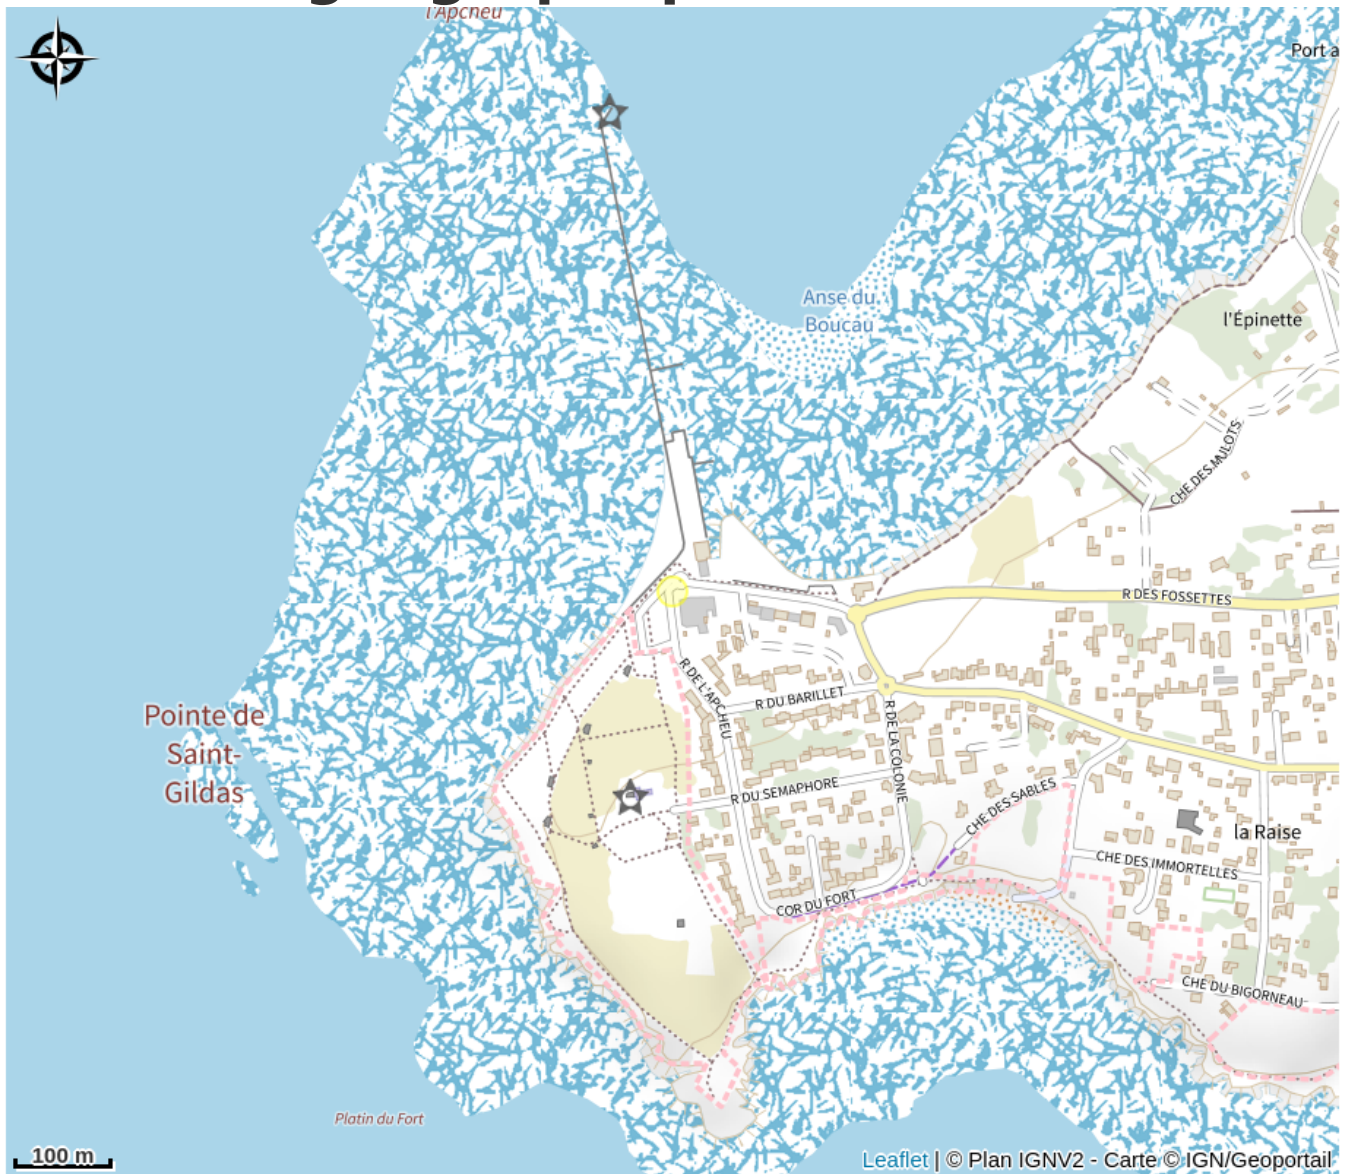 l'Apcheu
Port a
Anse du
Boucau
l'Épinette
CHE DES MULOTS
R DES FOSSETTES
R DE L'APCHEU
R DU BARILLET
R DE LA COLONIE
Pointe de
Saint-
Gildas
R DU SEMAPHORE
CHE DES SABLES
la Raise
CHE DES IMMORTELLES
COR DU FORT
CHE DU BIGORNEAU
Platin du Fort
100 m
Leaflet | © Plan IGNV2 - Carte © IGN/Geoportail